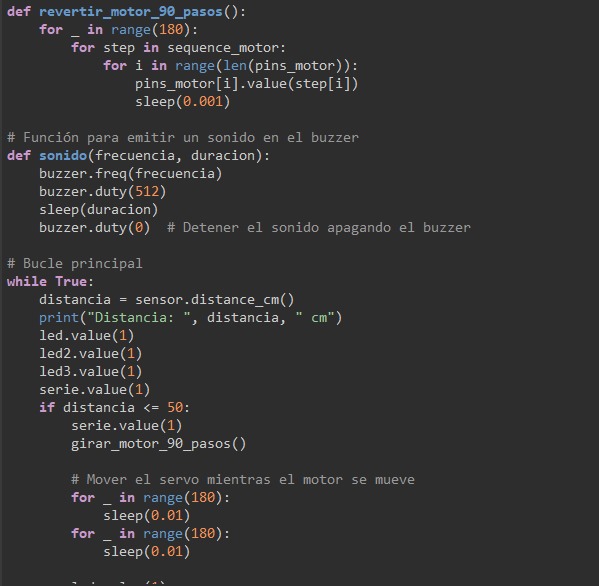 def revertir_motor_90_pasos():
    for _ in range(180):
        for step in sequence_motor:
            for i in range(len(pins_motor)):
                pins_motor[i].value(step[i])
                sleep(0.001)

# Función para emitir un sonido en el buzzer
def sonido(frecuencia, duracion):
    buzzer.freq(frecuencia)
    buzzer.duty(512)
    sleep(duracion)
    buzzer.duty(0)  # Detener el sonido apagando el buzzer

# Bucle principal
while True:
    distancia = sensor.distance_cm()
    print("Distancia: ", distancia, " cm")
    led.value(1)
    led2.value(1)
    led3.value(1)
    serie.value(1)
    if distancia <= 50:
        serie.value(1)
        girar_motor_90_pasos()

        # Mover el servo mientras el motor se mueve
        for _ in range(180):
            sleep(0.01)
        for _ in range(180):
            sleep(0.01)